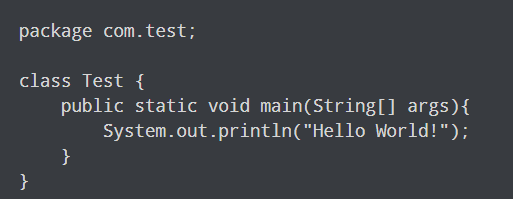 package com.test;

class Test {
    public static void main(String[] args){
        System.out.println("Hello World!");
    }
}